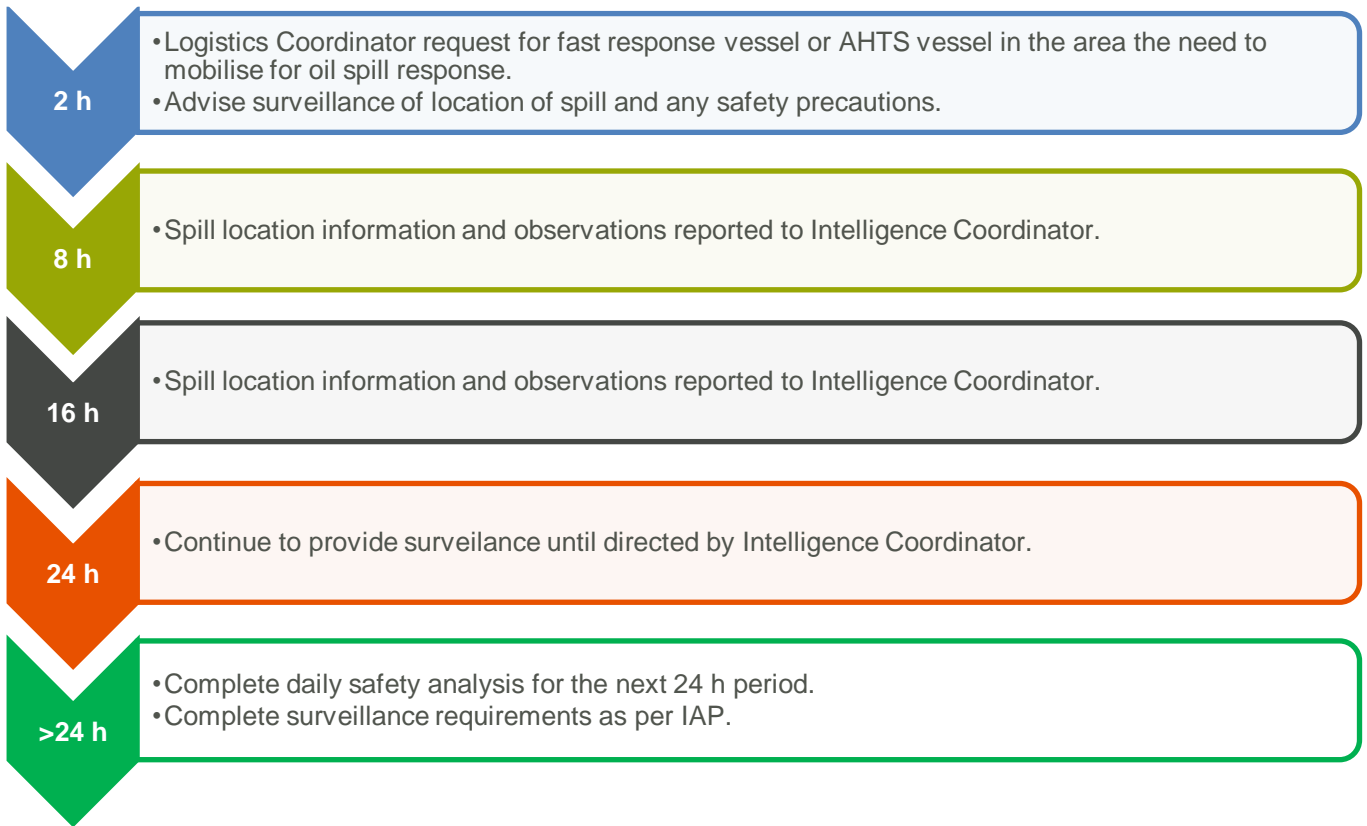 2 h
•Logistics Coordinator request for fast response vessel or AHTS vessel in the area the need to
mobilise for oil spill response.
•Advise surveillance of location of spill and any safety precautions.
8 h
•Spill location information and observations reported to Intelligence Coordinator.
16 h
•Spill location information and observations reported to Intelligence Coordinator.
24 h
•Continue to provide surveilance until directed by Intelligence Coordinator.
>24 h
•Complete daily safety analysis for the next 24 h period.
•Complete surveillance requirements as per IAP.